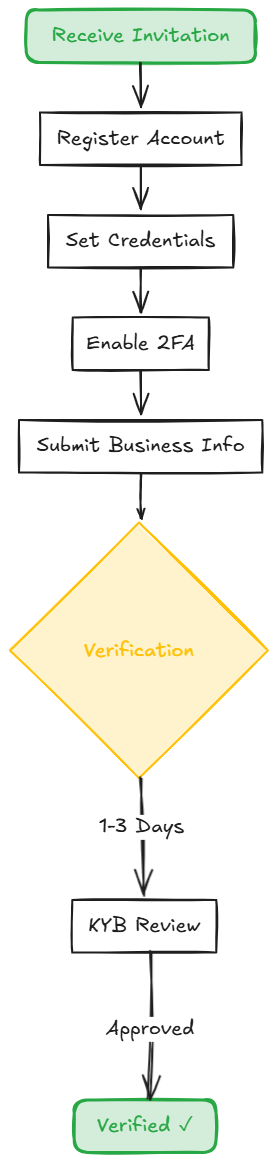 Receive Invitation
Register Account
Set Credentials
Enable 2FA
Submit Business Info
Verification
1-3 Days
KYB Review
Approved
Verified ✓